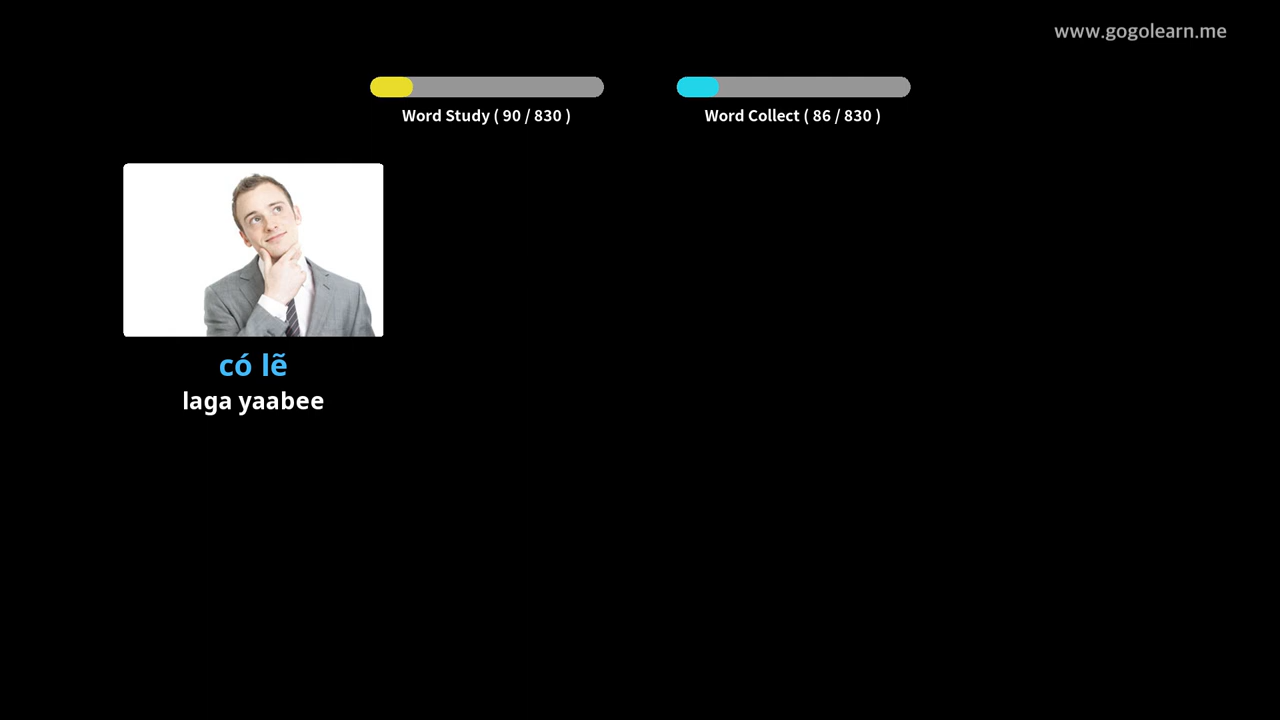 www.gogolearn.me
Word Study ( 90 / 830 )
Word Collect ( 86 / 830 )
có lẽ
laga yaabee